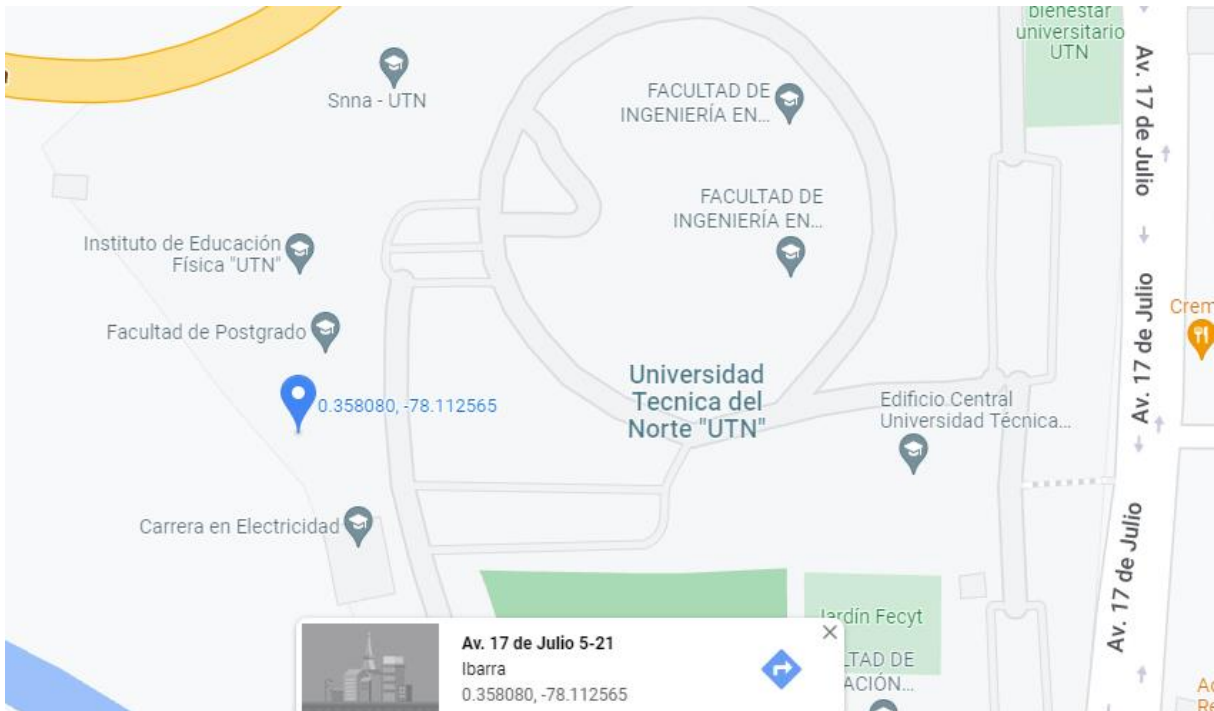 bienestar
universitario
UTN
Av. 17 de Julio
Snna - UTN
FACULTAD DE
INGENIERÍA EN...
FACULTAD DE
INGENIERÍA EN...
Instituto de Educación
Física "UTN"
Av. 17 de Julio
Crem
Facultad de Postgrado
0.358080, -78.112565
Universidad
Tecnica del
Norte "UTN"
Edificio Central
Universidad Técnica...
Carrera en Electricidad
Av. 17 de Julio
Jardín Fecyt
LTAD DE
ACIÓN...
Av. 17 de Julio 5-21
Ibarra
0.358080, -78.112565